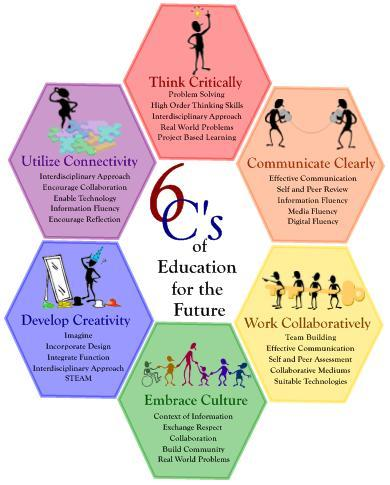 Think Critically
Problem Solving
High Order Thinking Skills
Interdisciplinary Approach
Real World Problems
Project Based Learning
Utilize Connectivity
Interdisciplinary Approach
Encourage Collaboration
Enable Technology
Information Fluency
Encourage Reflection
Communicate Clearly
Effective Communication
Self and Peer Review
Information Fluency
Media Fluency
Digital Fluency
6
C's
of
Education
for the
Future
Develop Creativity
Imagine
Incorporate Design
Integrate Function
Interdisciplinary Approach
STEAM
Work Collaboratively
Team Building
Effective Communication
Self and Peer Assessment
Collaborative Mediums
Suitable Technologies
Embrace Culture
Context of Information
Exchange Respect
Collaboration
Build Community
Real World Problems